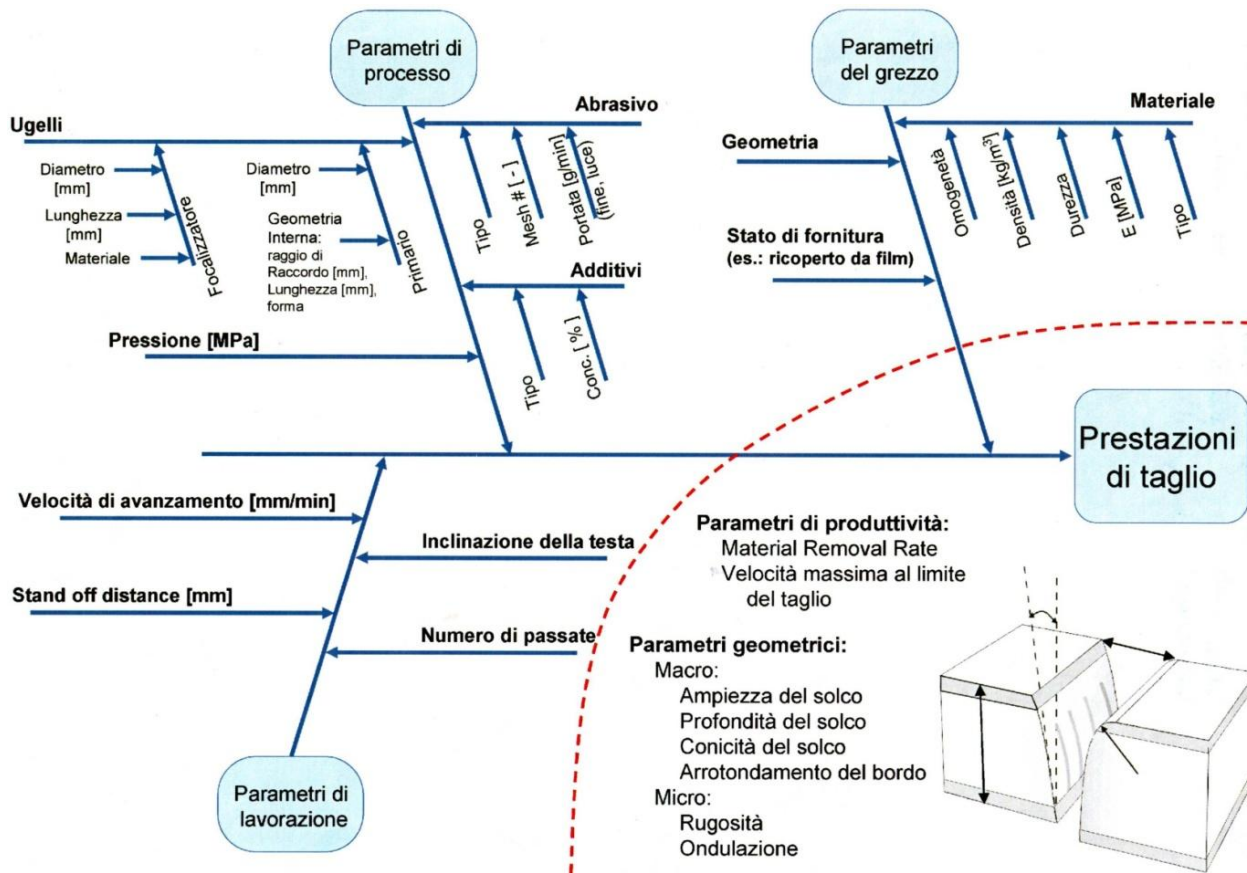 Parametri di
processo
Parametri
del grezzo
Ugelli
Diametro
[mm]
Lunghezza
[mm]
Materiale
Focalizzatore
Diametro
[mm]
Geometria
Interna:
raggio di
Raccordo [mm],
Lunghezza [mm],
forma
Primario
Abrasivo
Tipo
Mesh # [ - ]
Portata [g/min]
(fine, luce)
Additivi
Tipo
Conc. [ % ]
Pressione [MPa]
Materiale
Omogeneità
Densità [kg/m³]
Durezza
E [MPa]
Tipo
Geometria
Stato di fornitura
(es.: ricoperto da film)
Prestazioni
di taglio
Velocità di avanzamento [mm/min]
Inclinazione della testa
Stand off distance [mm]
Numero di passate
Parametri di
lavorazione
Parametri di produttività:
Material Removal Rate
Velocità massima al limite
del taglio
Parametri geometrici:
Macro:
Ampiezza del solco
Profondità del solco
Conicità del solco
Arrotondamento del bordo
Micro:
Rugosità
Ondulazione